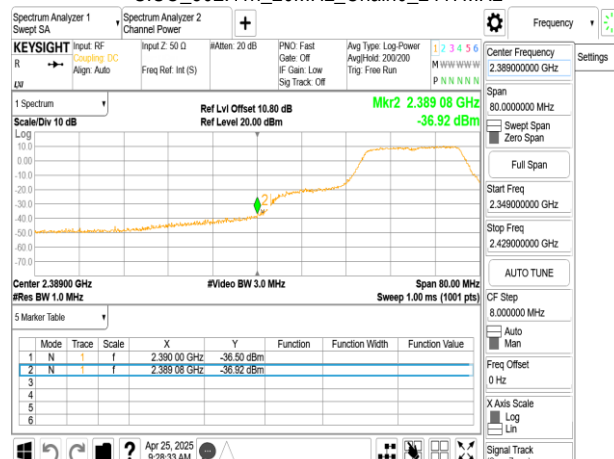 Spectrum Analyzer 1
Swept SA
Spectrum Analyzer 2
Channel Power
Frequency
Settings
KEYSIGHT
R
Input: RF
Coupling: DC
Align: Auto
Input Z: 50 Ω
Freq Ref: Int (S)
#Atten: 20 dB
PNO: Fast
Gate: Off
IF Gain: Low
Sig Track: Off
Avg Type: Log-Power
Avg|Hold: 200/200
Trig: Free Run
1 2 3 4 5 6
M W W W W W
P N N N N N
1 Spectrum
Scale/Div 10 dB
Ref Lvl Offset 10.80 dB
Ref Level 20.00 dBm
Mkr2 2.389 08 GHz
-36.92 dBm
Log
10.0
0.00
-10.0
-20.0
-30.0
-40.0
-50.0
-60.0
-70.0
2
Center 2.38900 GHz
#Res BW 1.0 MHz
#Video BW 3.0 MHz
Span 80.00 MHz
Sweep 1.00 ms (1001 pts)
5 Marker Table
Mode Trace Scale X Y Function Function Width Function Value
1 N 1 f 2.390 00 GHz -36.50 dBm
2 N 1 f 2.389 08 GHz -36.92 dBm
3
4
5
6
Center Frequency
2.389000000 GHz
Span
80.0000000 MHz
Swept Span
Zero Span
Full Span
Start Freq
2.349000000 GHz
Stop Freq
2.429000000 GHz
AUTO TUNE
CF Step
8.000000 MHz
Auto
Man
Freq Offset
0 Hz
X Axis Scale
Log
Lin
Signal Track
Apr 25, 2025
9:28:33 AM